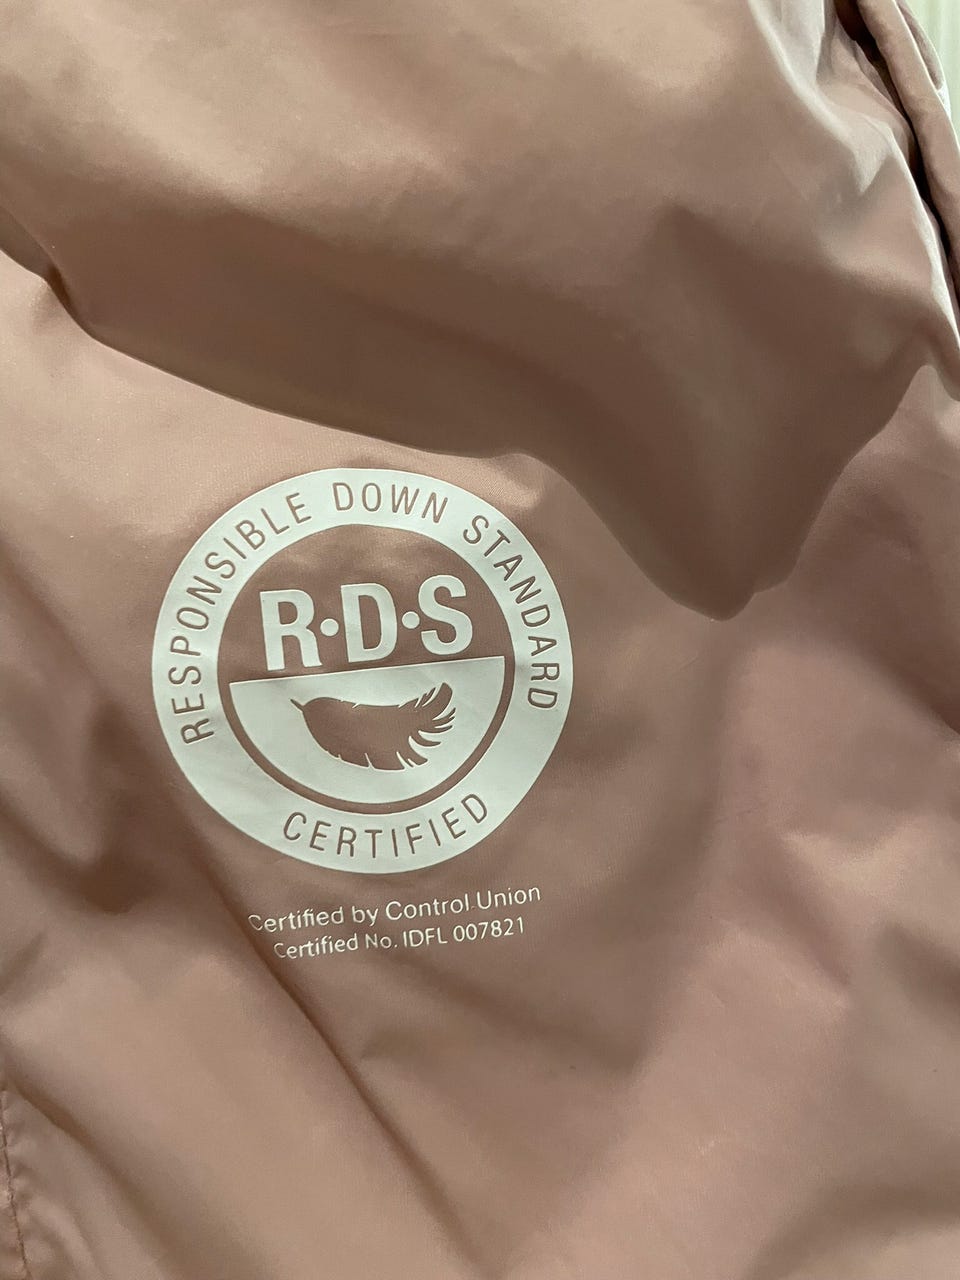 RESPONSIBLE DOWN STANDARD
R·D·S
CERTIFIED
Certified by Control Union
Certified No. IDFL 007821